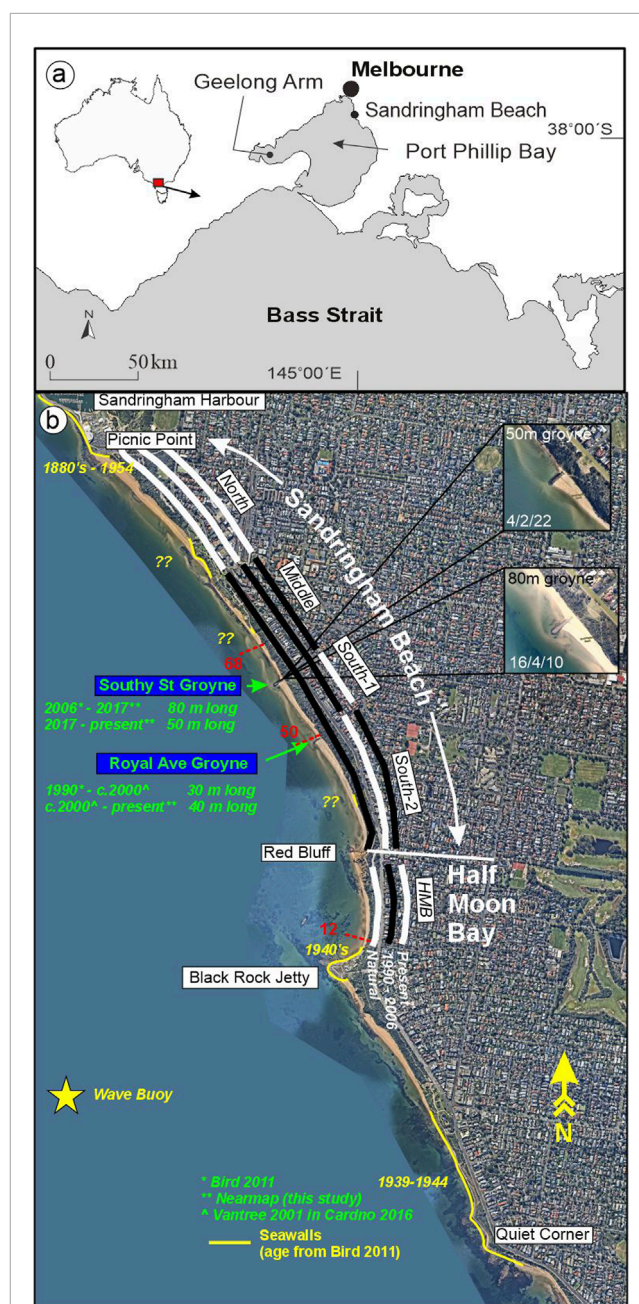 a
Melbourne
Geelong Arm
Sandringham Beach
38°00´S
Port Phillip Bay
N
Bass Strait
0 50 km
145°00´E
Sandringham Harbour
b
Picnic Point
1880's - 1954
North
Sandringham Beach
50m groyne
4/2/22
??
Middle
80m groyne
??
68
South-1
16/4/10
Southy St Groyne
2006* - 2017** 80 m long
2017 - present** 50 m long
50
Royal Ave Groyne
1990* - c.2000^ 30 m long
c.2000^ - present** 40 m long
??
South-2
Red Bluff
Half
Moon
Bay
HMB
12
1940's
Natural
1990 - 2006
Present
Black Rock Jetty
Wave Buoy
N
* Bird 2011
1939-1944
** Nearmap (this study)
^ Vantree 2001 in Cardno 2016
Seawalls
(age from Bird 2011)
Quiet Corner